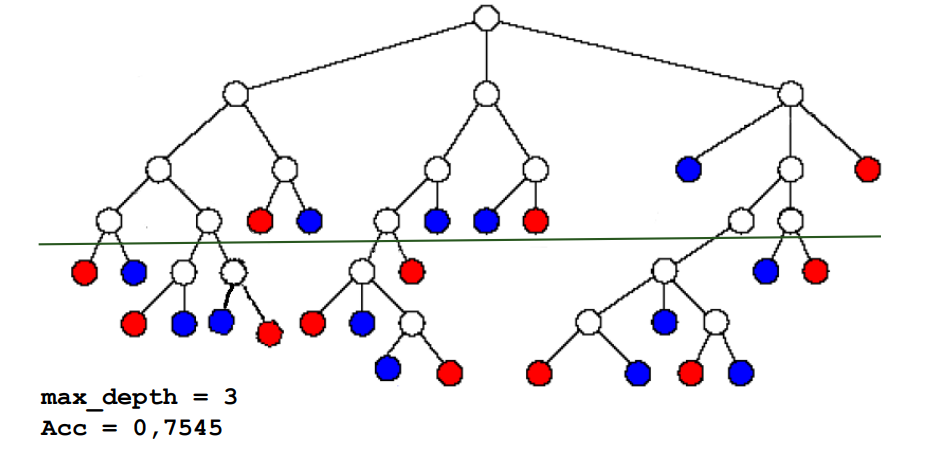 max_depth = 3
Acc = 0,7545